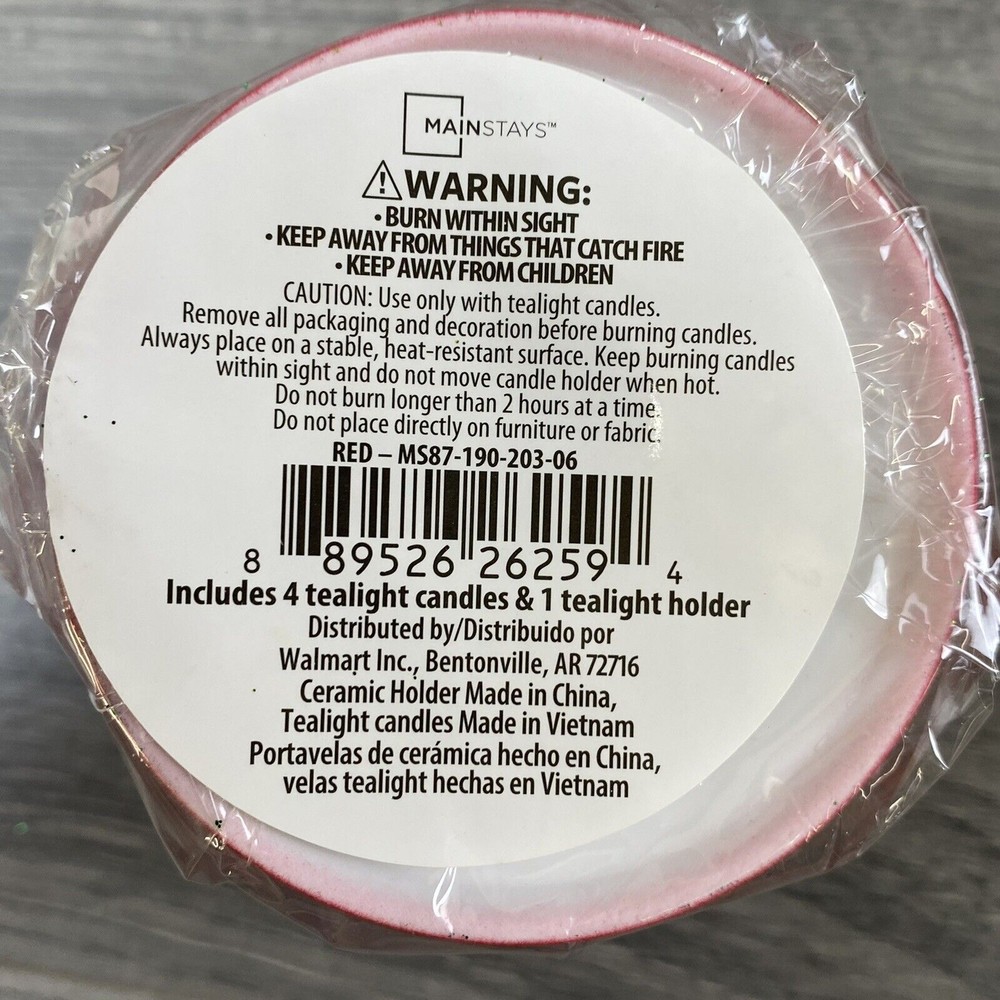 MAINSTAYS™
⚠WARNING:
• BURN WITHIN SIGHT
• KEEP AWAY FROM THINGS THAT CATCH FIRE
• KEEP AWAY FROM CHILDREN
CAUTION: Use only with tealight candles.
Remove all packaging and decoration before burning candles.
Always place on a stable, heat-resistant surface. Keep burning candles
within sight and do not move candle holder when hot.
Do not burn longer than 2 hours at a time.
Do not place directly on furniture or fabric.
RED – MS87-190-203-06
8 89526 26259 4
Includes 4 tealight candles & 1 tealight holder
Distributed by/Distribuido por
Walmart Inc., Bentonville, AR 72716
Ceramic Holder Made in China,
Tealight candles Made in Vietnam
Portavelas de cerámica hecho en China,
velas tealight hechas en Vietnam